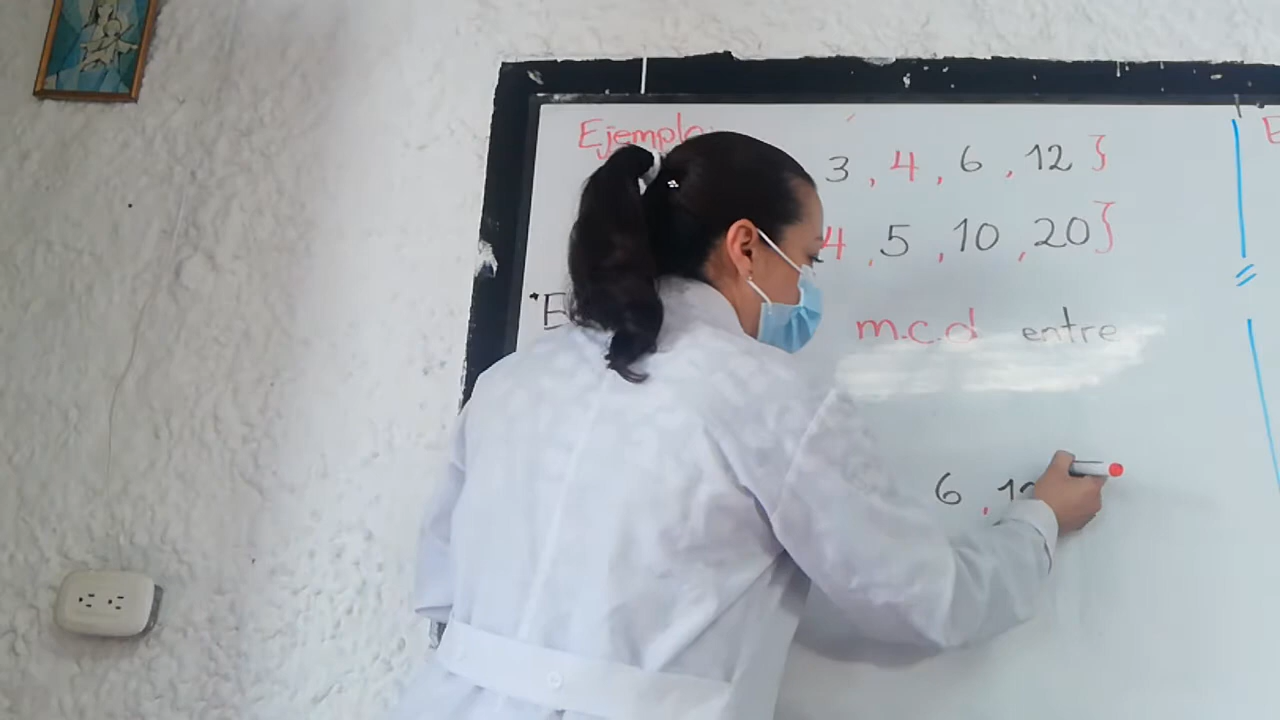 Ejemplo
3, 4, 6, 12}
4, 5, 10, 20}
m.c.d entre
6, 12